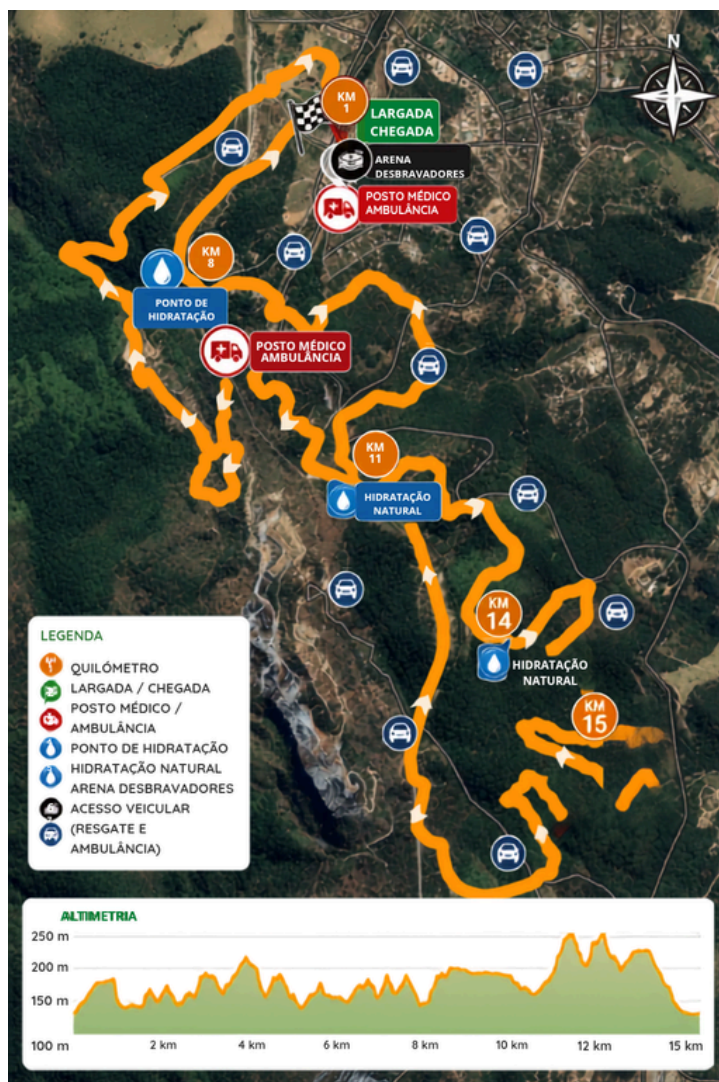 N
KM
1
LARGADA
CHEGADA
ARENA
DESBRAVADORES
POSTO MÉDICO
AMBULÂNCIA
KM
8
PONTO DE
HIDRATAÇÃO
POSTO MÉDICO
AMBULÂNCIA
KM
11
HIDRATAÇÃO
NATURAL
KM
14
HIDRATAÇÃO
NATURAL
KM
15
LEGENDA
QUILÓMETRO
LARGADA / CHEGADA
POSTO MÉDICO /
AMBULÂNCIA
PONTO DE HIDRATAÇÃO
HIDRATAÇÃO NATURAL
ARENA DESBRAVADORES
ACESSO VEICULAR
(RESGATE E
AMBULÂNCIA)
ALTIMETRIA
250 m
200 m
150 m
100 m
2 km
4 km
6 km
8 km
10 km
12 km
15 km